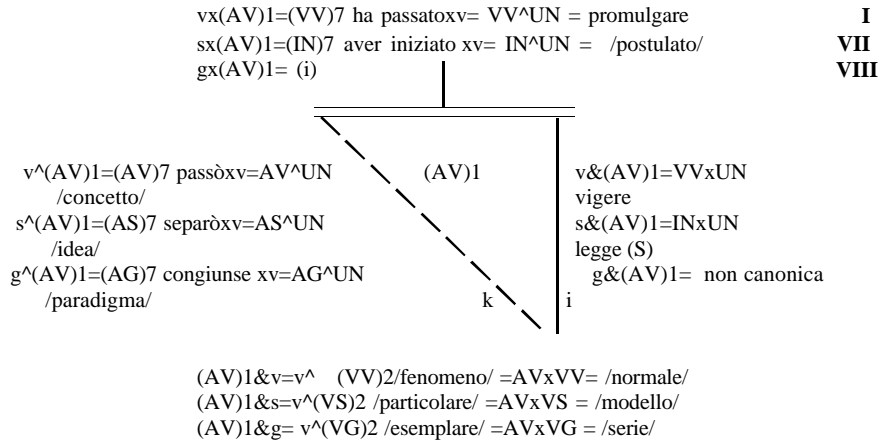 vx(AV)1=(VV)7 ha passatoxv= VV^UN = promulgare I
sx(AV)1=(IN)7 aver iniziato xv= IN^UN = /postulato/ VII
gx(AV)1= (i) VIII
v^(AV)1=(AV)7 passòxv=AV^UN (AV)1 v&(AV)1=VVxUN
/concetto/ vigere
s^(AV)1=(AS)7 separòxv=AS^UN s&(AV)1=INxUN
/idea/ legge (S)
g^(AV)1=(AG)7 congiunse xv=AG^UN g&(AV)1= non canonica
/paradigma/ k i
(AV)1&v=v^ (VV)2/fenomeno/ =AVxVV= /normale/
(AV)1&s=v^(VS)2 /particolare/ =AVxVS = /modello/
(AV)1&g= v^(VG)2 /esemplare/ =AVxVG = /serie/